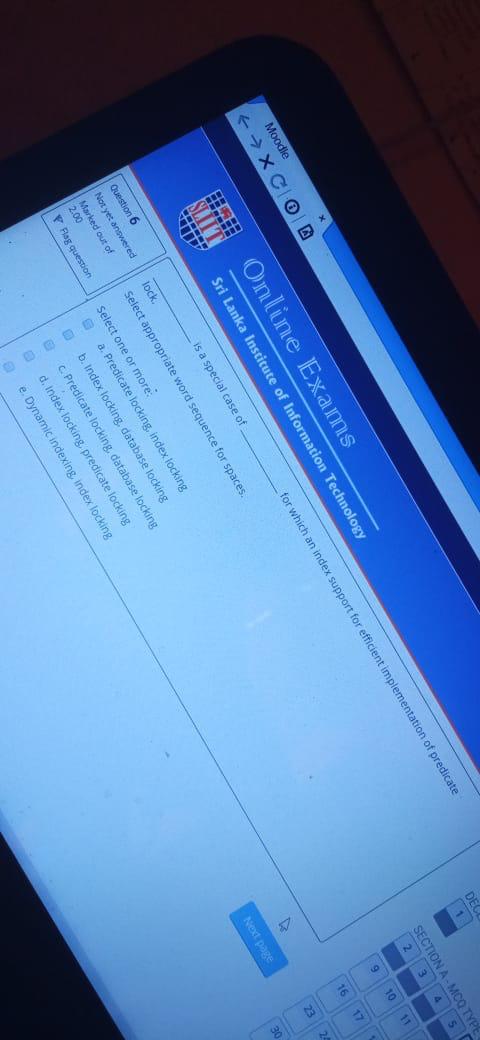 Moodle
Online Exams
Sri Lanka Institute of Information Technology
SLIIT
Question 6
Not yet answered
Marked out of
2.00
Flag question
__________ is a special case of __________ for which an index support for efficient implementation of predicate
lock.
Select appropriate word sequence for spaces.
Select one or more:
a. Predicate locking, index locking
b. Index locking, database locking
c. Predicate locking, database locking
d. Index locking, predicate locking
e. Dynamic indexing, index locking
Next page
1
SECTION A - MCQ TYPE
2 3 4 5
9 10 11
16 17
23
30